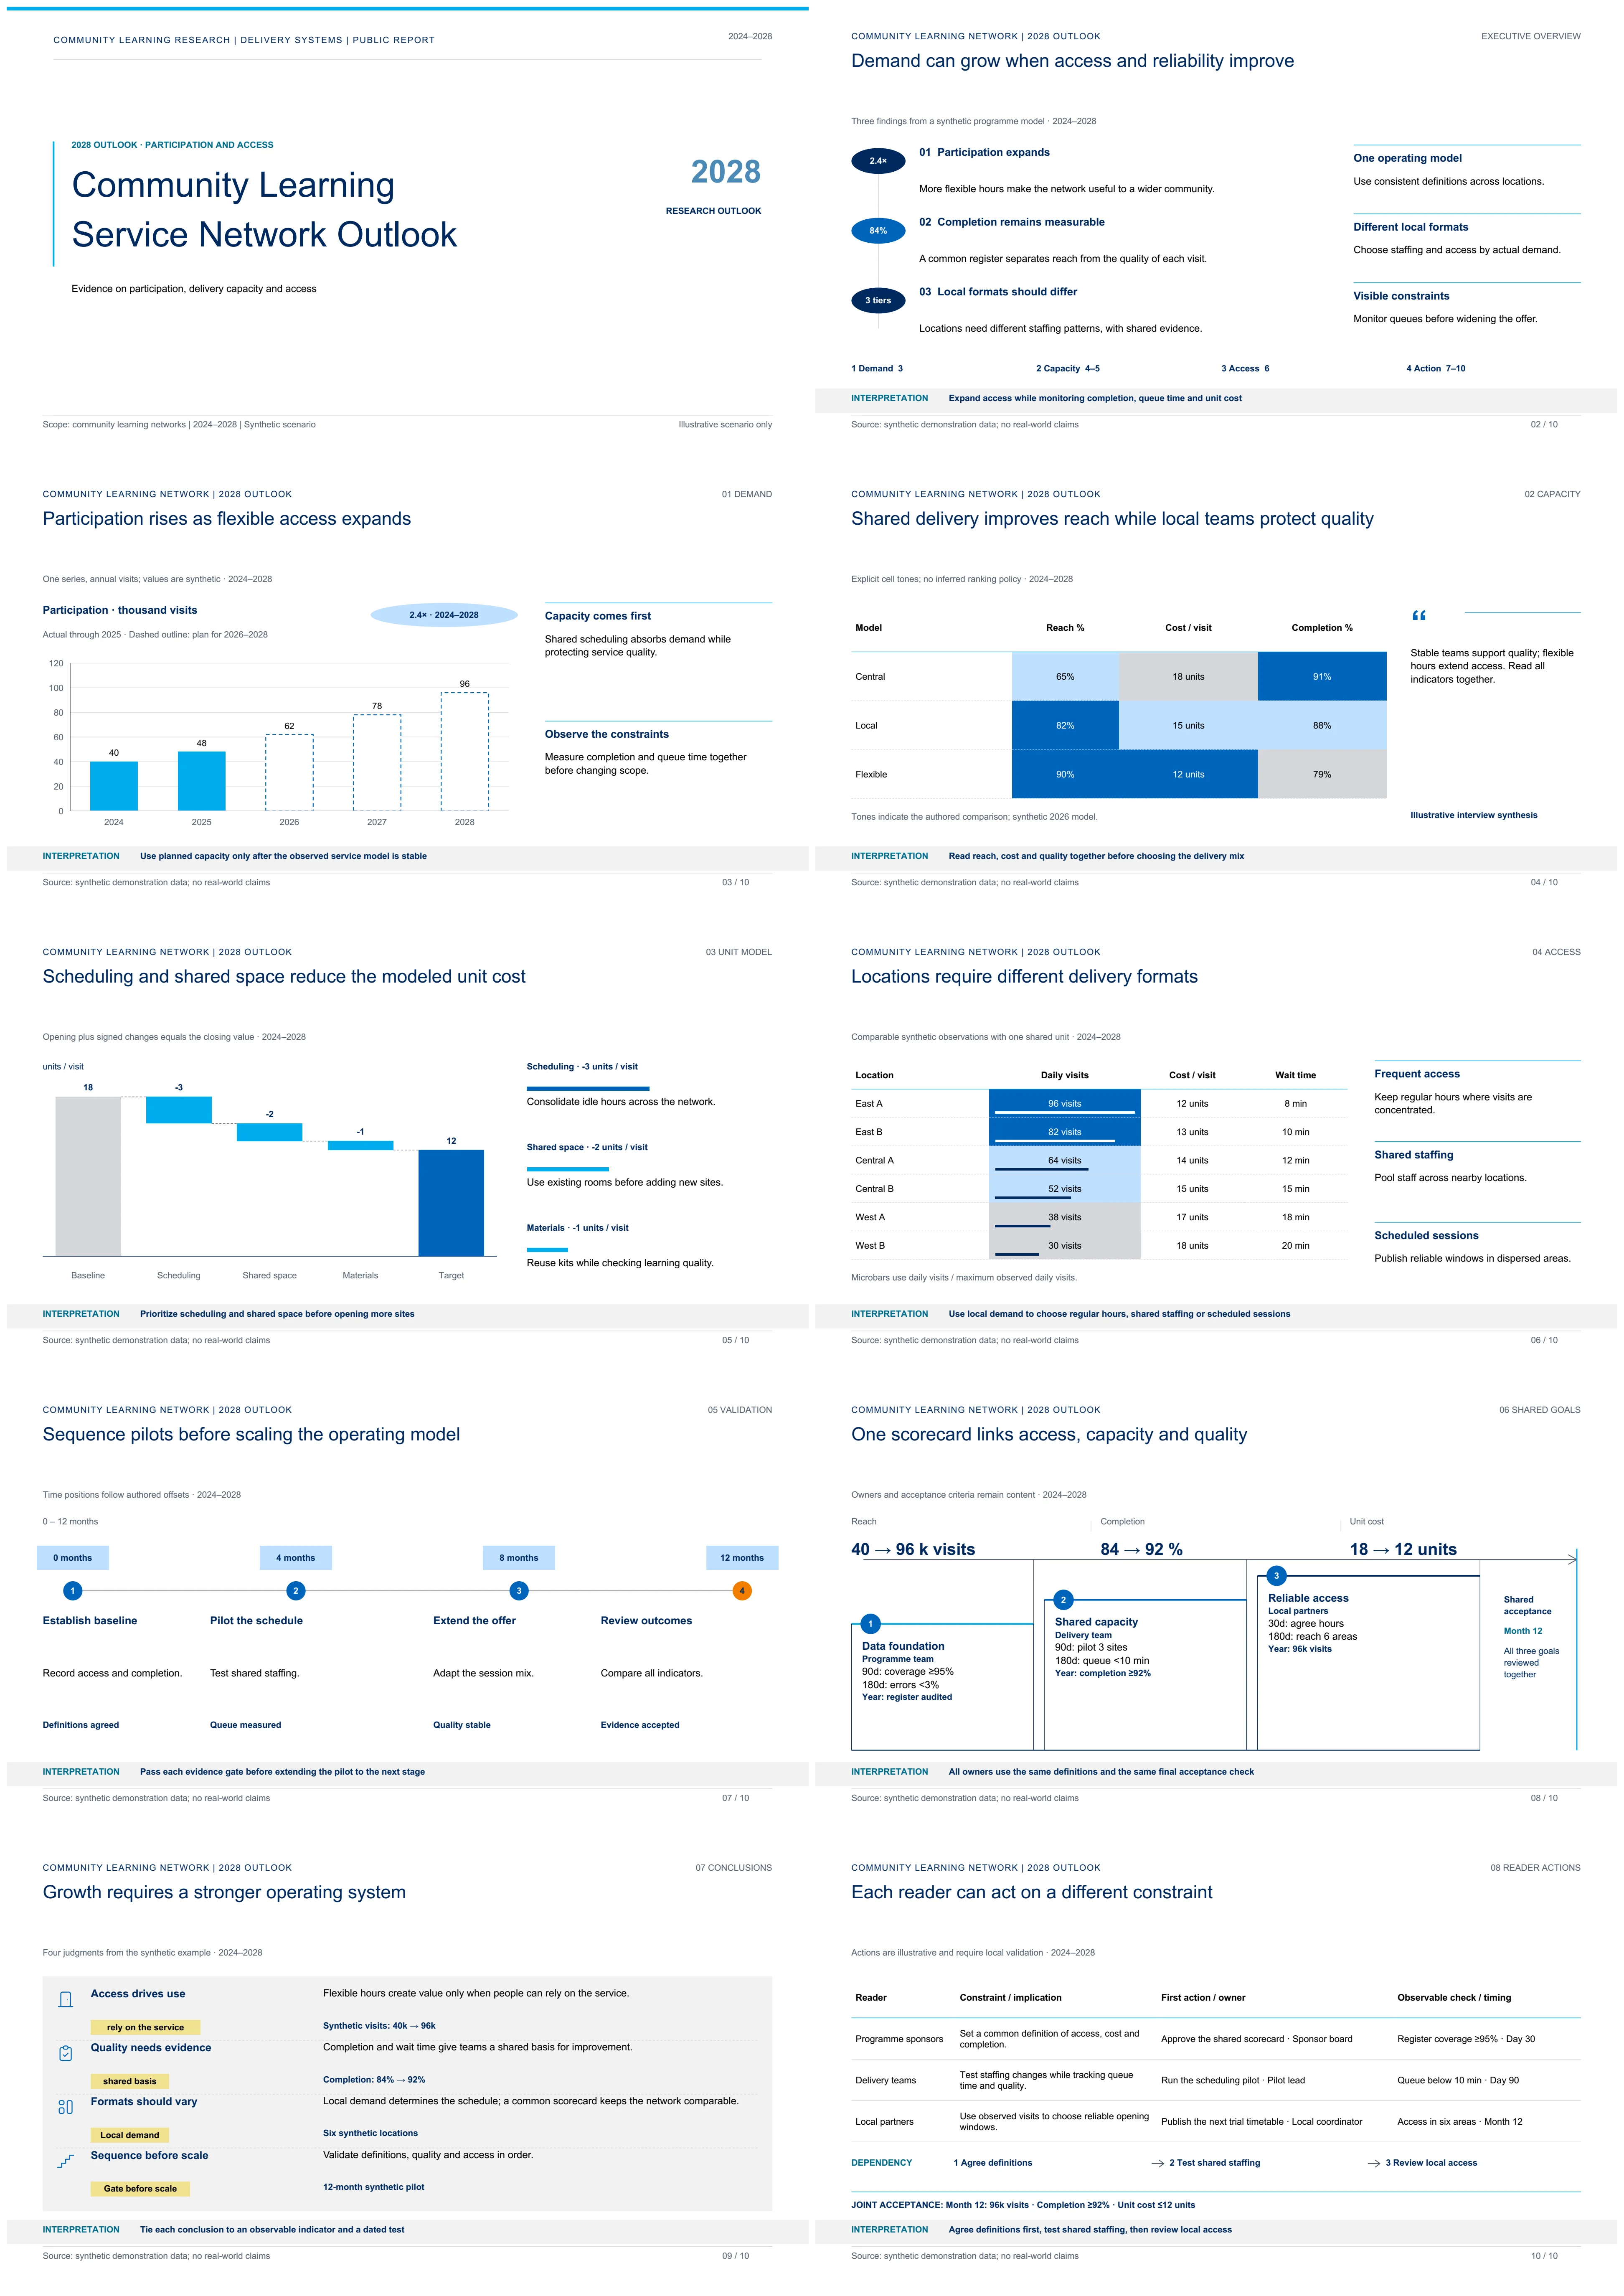 COMMUNITY LEARNING RESEARCH | DELIVERY SYSTEMS | PUBLIC REPORT
2024–2028
2028 OUTLOOK · PARTICIPATION AND ACCESS
Community Learning
Service Network Outlook
2028
RESEARCH OUTLOOK
Evidence on participation, delivery capacity and access
Scope: community learning networks | 2024–2028 | Synthetic scenario
Illustrative scenario only
COMMUNITY LEARNING NETWORK | 2028 OUTLOOK
EXECUTIVE OVERVIEW
Demand can grow when access and reliability improve
Three findings from a synthetic programme model · 2024–2028
2.4×
01 Participation expands
More flexible hours make the network useful to a wider community.
84%
02 Completion remains measurable
A common register separates reach from the quality of each visit.
3 tiers
03 Local formats should differ
Locations need different staffing patterns, with shared evidence.
One operating model
Use consistent definitions across locations.
Different local formats
Choose staffing and access by actual demand.
Visible constraints
Monitor queues before widening the offer.
1 Demand 3
2 Capacity 4–5
3 Access 6
4 Action 7–10
INTERPRETATION Expand access while monitoring completion, queue time and unit cost
Source: synthetic demonstration data; no real-world claims
02 / 10
COMMUNITY LEARNING NETWORK | 2028 OUTLOOK
01 DEMAND
Participation rises as flexible access expands
One series, annual visits; values are synthetic · 2024–2028
Participation · thousand visits
2.4× · 2024–2028
Actual through 2025 · Dashed outline: plan for 2026–2028
120
100
80
60
40
20
0
40
48
62
78
96
2024
2025
2026
2027
2028
Capacity comes first
Shared scheduling absorbs demand while
protecting service quality.
Observe the constraints
Measure completion and queue time together
before changing scope.
INTERPRETATION Use planned capacity only after the observed service model is stable
Source: synthetic demonstration data; no real-world claims
03 / 10
COMMUNITY LEARNING NETWORK | 2028 OUTLOOK
02 CAPACITY
Shared delivery improves reach while local teams protect quality
Explicit cell tones; no inferred ranking policy · 2024–2028
Model Reach % Cost / visit Completion %
Central 65% 18 units 91%
Local 82% 15 units 88%
Flexible 90% 12 units 79%
Tones indicate the authored comparison; synthetic 2026 model.
“
Stable teams support quality; flexible
hours extend access. Read all
indicators together.
Illustrative interview synthesis
INTERPRETATION Read reach, cost and quality together before choosing the delivery mix
Source: synthetic demonstration data; no real-world claims
04 / 10
COMMUNITY LEARNING NETWORK | 2028 OUTLOOK
03 UNIT MODEL
Scheduling and shared space reduce the modeled unit cost
Opening plus signed changes equals the closing value · 2024–2028
units / visit
18
-3
-2
-1
12
Baseline
Scheduling
Shared space
Materials
Target
Scheduling · -3 units / visit
Consolidate idle hours across the network.
Shared space · -2 units / visit
Use existing rooms before adding new sites.
Materials · -1 units / visit
Reuse kits while checking learning quality.
INTERPRETATION Prioritize scheduling and shared space before opening more sites
Source: synthetic demonstration data; no real-world claims
05 / 10
COMMUNITY LEARNING NETWORK | 2028 OUTLOOK
04 ACCESS
Locations require different delivery formats
Comparable synthetic observations with one shared unit · 2024–2028
Location Daily visits Cost / visit Wait time
East A 96 visits 12 units 8 min
East B 82 visits 13 units 10 min
Central A 64 visits 14 units 12 min
Central B 52 visits 15 units 15 min
West A 38 visits 17 units 18 min
West B 30 visits 18 units 20 min
Microbars use daily visits / maximum observed daily visits.
Frequent access
Keep regular hours where visits are
concentrated.
Shared staffing
Pool staff across nearby locations.
Scheduled sessions
Publish reliable windows in dispersed areas.
INTERPRETATION Use local demand to choose regular hours, shared staffing or scheduled sessions
Source: synthetic demonstration data; no real-world claims
06 / 10
COMMUNITY LEARNING NETWORK | 2028 OUTLOOK
05 VALIDATION
Sequence pilots before scaling the operating model
Time positions follow authored offsets · 2024–2028
0 – 12 months
0 months
4 months
8 months
12 months
1
2
3
4
Establish baseline
Pilot the schedule
Extend the offer
Review outcomes
Record access and completion.
Test shared staffing.
Adapt the session mix.
Compare all indicators.
Definitions agreed
Queue measured
Quality stable
Evidence accepted
INTERPRETATION Pass each evidence gate before extending the pilot to the next stage
Source: synthetic demonstration data; no real-world claims
07 / 10
COMMUNITY LEARNING NETWORK | 2028 OUTLOOK
06 SHARED GOALS
One scorecard links access, capacity and quality
Owners and acceptance criteria remain content · 2024–2028
Reach
40 → 96 k visits
Completion
84 → 92 %
Unit cost
18 → 12 units
1
Data foundation
Programme team
90d: coverage ≥95%
180d: errors <3%
Year: register audited
2
Shared capacity
Delivery team
90d: pilot 3 sites
180d: queue <10 min
Year: completion ≥92%
3
Reliable access
Local partners
30d: agree hours
180d: reach 6 areas
Year: 96k visits
Shared
acceptance
Month 12
All three goals
reviewed
together
INTERPRETATION All owners use the same definitions and the same final acceptance check
Source: synthetic demonstration data; no real-world claims
08 / 10
COMMUNITY LEARNING NETWORK | 2028 OUTLOOK
07 CONCLUSIONS
Growth requires a stronger operating system
Four judgments from the synthetic example · 2024–2028
Access drives use
Flexible hours create value only when people can rely on the service.
rely on the service
Synthetic visits: 40k → 96k
Quality needs evidence
Completion and wait time give teams a shared basis for improvement.
shared basis
Completion: 84% → 92%
Formats should vary
Local demand determines the schedule; a common scorecard keeps the network comparable.
Local demand
Six synthetic locations
Sequence before scale
Validate definitions, quality and access in order.
Gate before scale
12-month synthetic pilot
INTERPRETATION Tie each conclusion to an observable indicator and a dated test
Source: synthetic demonstration data; no real-world claims
09 / 10
COMMUNITY LEARNING NETWORK | 2028 OUTLOOK
08 READER ACTIONS
Each reader can act on a different constraint
Actions are illustrative and require local validation · 2024–2028
Reader Constraint / implication First action / owner Observable check / timing
Programme sponsors
Set a common definition of access, cost and
completion.
Approve the shared scorecard · Sponsor board
Register coverage ≥95% · Day 30
Delivery teams
Test staffing changes while tracking queue
time and quality.
Run the scheduling pilot · Pilot lead
Queue below 10 min · Day 90
Local partners
Use observed visits to choose reliable opening
windows.
Publish the next trial timetable · Local coordinator
Access in six areas · Month 12
DEPENDENCY 1 Agree definitions → 2 Test shared staffing → 3 Review local access
JOINT ACCEPTANCE: Month 12: 96k visits · Completion ≥92% · Unit cost ≤12 units
INTERPRETATION Agree definitions first, test shared staffing, then review local access
Source: synthetic demonstration data; no real-world claims
10 / 10